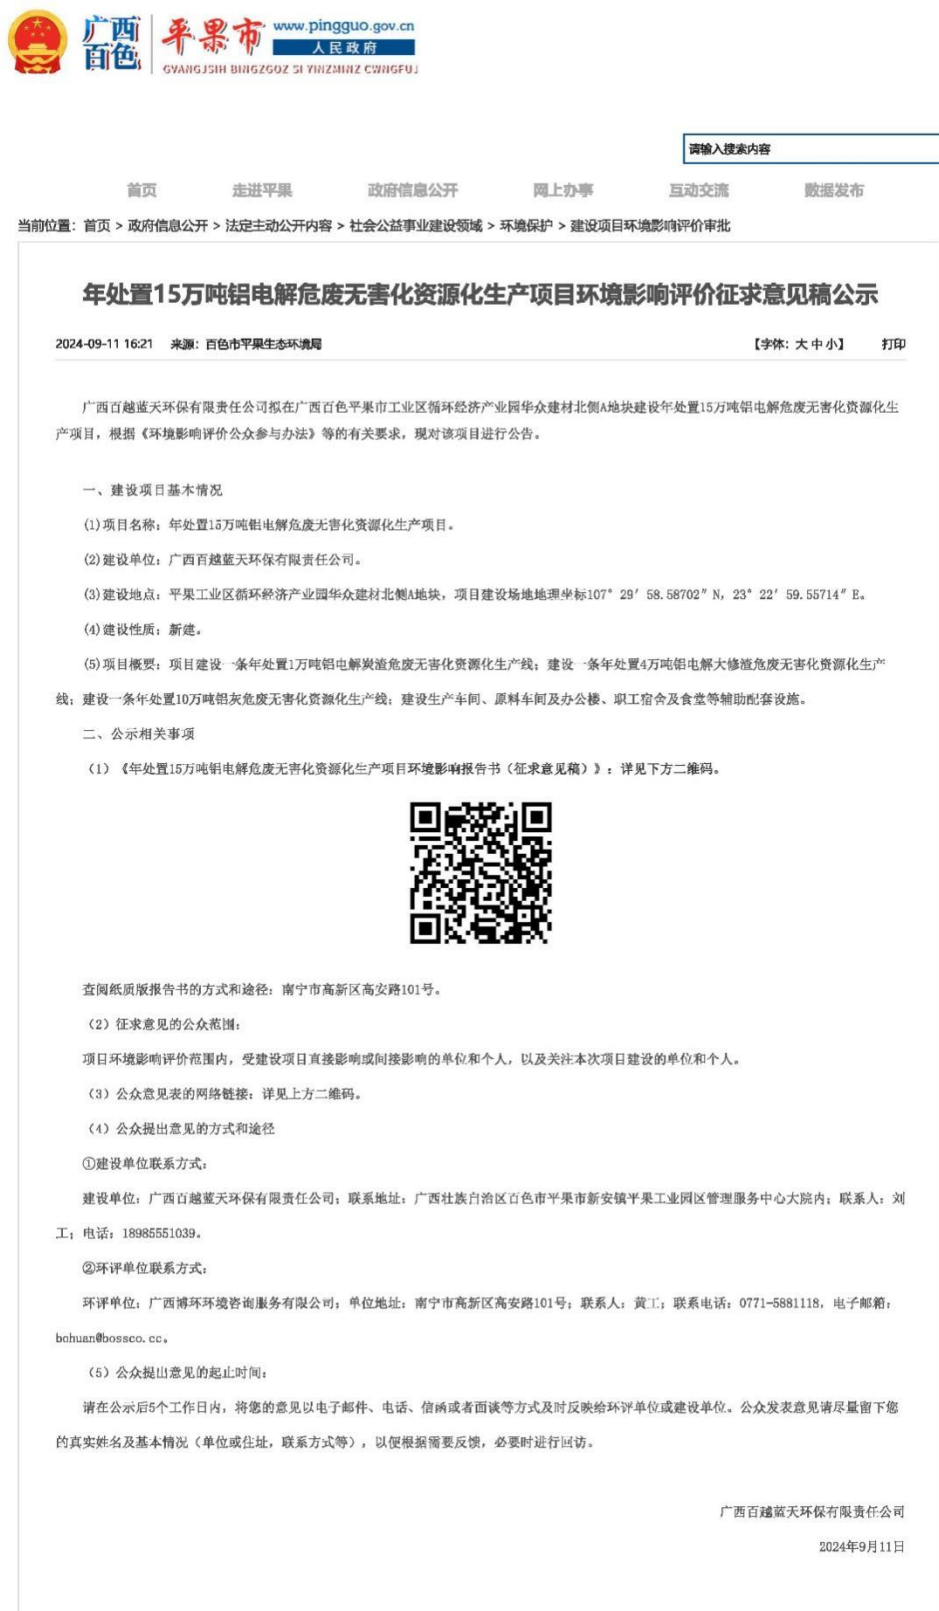 广西
百色
平果市
www.pingguo.gov.cn
人民政府
GVANGJSIH BINGZGOZ SI YINZMINZ CWNGFUJ
请输入搜索内容
首页 走进平果 政府信息公开 网上办事 互动交流 数据发布
当前位置：首页 > 政府信息公开 > 法定主动公开内容 > 社会公益事业建设领域 > 环境保护 > 建设项目环境影响评价审批
年处置15万吨铝电解危废无害化资源化生产项目环境影响评价征求意见稿公示
2024-09-11 16:21 来源：百色市平果生态环境局 【字体：大 中 小】 打印
广西百越蓝天环保有限责任公司拟在广西百色平果市工业区循环经济产业园华众建材北侧A地块建设年处置15万吨铝电解危废无害化资源化生
产项目，根据《环境影响评价公众参与办法》等的有关要求，现对该项目进行公告。
一、建设项目基本情况
(1)项目名称：年处置15万吨铝电解危废无害化资源化生产项目。
(2)建设单位：广西百越蓝天环保有限责任公司。
(3)建设地点：平果工业区循环经济产业园华众建材北侧A地块，项目建设场地地理坐标107°29′58.58702″N，23°22′59.55714″E。
(4)建设性质：新建。
(5)项目概要：项目建设一条年处置1万吨铝电解炭渣危废无害化资源化生产线；建设一条年处置4万吨铝电解大修渣危废无害化资源化生产
线；建设一条年处置10万吨铝灰危废无害化资源化生产线；建设生产车间、原料车间及办公楼、职工宿舍及食堂等辅助配套设施。
二、公示相关事项
（1）《年处置15万吨铝电解危废无害化资源化生产项目环境影响报告书（征求意见稿）》：详见下方二维码。
查阅纸质版报告书的方式和途径：南宁市高新区高安路101号。
（2）征求意见的公众范围：
项目环境影响评价范围内，受建设项目直接影响或间接影响的单位和个人，以及关注本次项目建设的单位和个人。
（3）公众意见表的网络链接：详见上方二维码。
（4）公众提出意见的方式和途径
①建设单位联系方式：
建设单位：广西百越蓝天环保有限责任公司；联系地址：广西壮族自治区百色市平果市新安镇平果工业园区管理服务中心大院内；联系人：刘
工；电话：18985551039。
②环评单位联系方式：
环评单位：广西博环环境咨询服务有限公司；单位地址：南宁市高新区高安路101号；联系人：黄工；联系电话：0771-5881118，电子邮箱：
bohuan@bossco.cc。
（5）公众提出意见的起止时间：
请在公示后5个工作日内，将您的意见以电子邮件、电话、信函或者面谈等方式及时反映给环评单位或建设单位。公众发表意见请尽量留下您
的真实姓名及基本情况（单位或住址，联系方式等），以便根据需要反馈，必要时进行回访。
广西百越蓝天环保有限责任公司
2024年9月11日